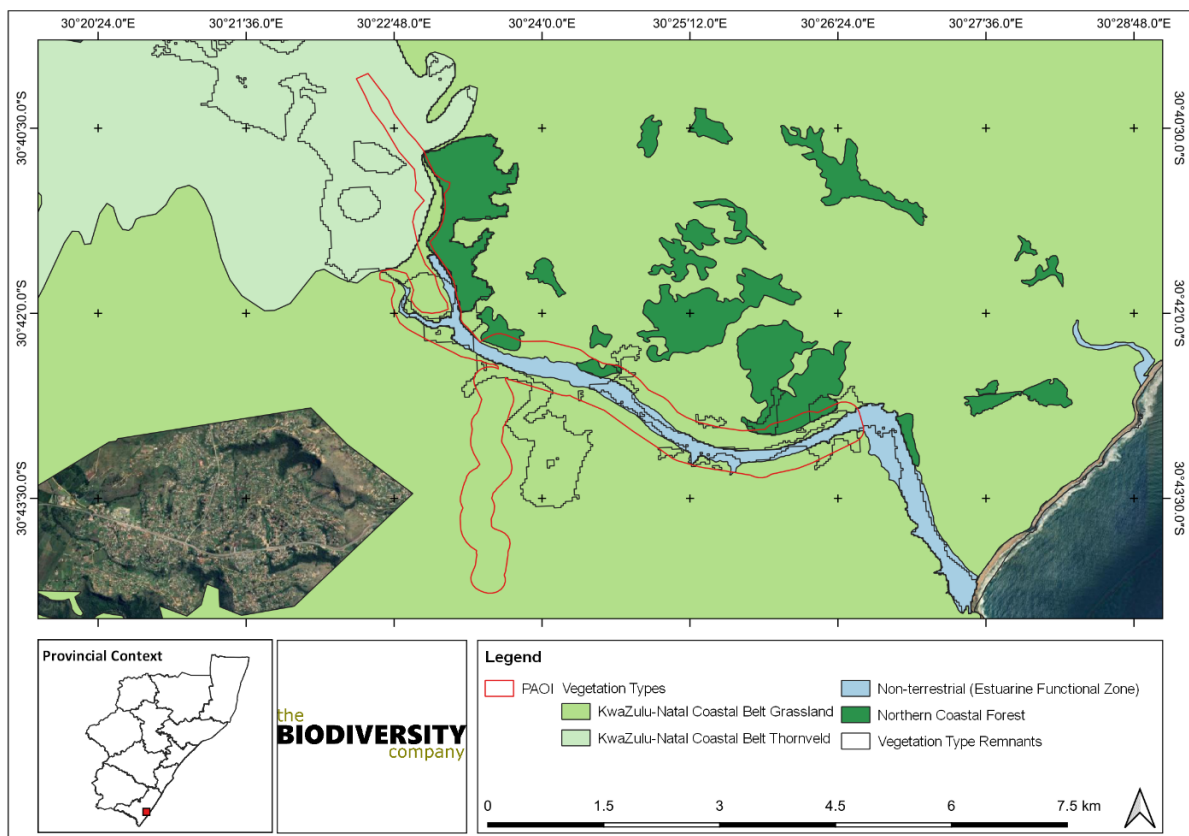 30°20'24.0"E 30°21'36.0"E 30°22'48.0"E 30°24'0.0"E 30°25'12.0"E 30°26'24.0"E 30°27'36.0"E 30°28'48.0"E
30°40'30.0"S
30°42'0.0"S
30°43'30.0"S
30°40'30.0"S
30°42'0.0"S
30°43'30.0"S
Provincial Context
the
BIODIVERSITY
company
Legend
PAOI Vegetation Types
KwaZulu-Natal Coastal Belt Grassland
KwaZulu-Natal Coastal Belt Thornveld
Non-terrestrial (Estuarine Functional Zone)
Northern Coastal Forest
Vegetation Type Remnants
0 1.5 3 4.5 6 7.5 km